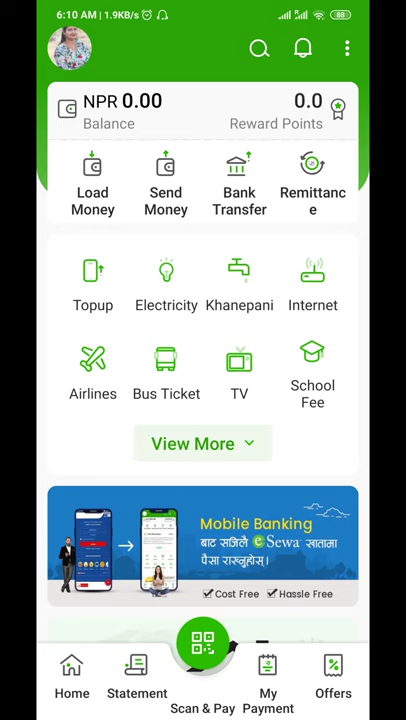 6:10 AM | 1.9KB/s
88
NPR 0.00
0.0
Balance
Reward Points
Load Money
Send Money
Bank Transfer
Remittance
Topup
Electricity
Khanepani
Internet
Airlines
Bus Ticket
TV
School Fee
View More
Mobile Banking
बाट सजिलै eSewa खातामा
पैसा राख्नुहोस्।
Cost Free
Hassle Free
Home
Statement
Scan & Pay
My Payment
Offers